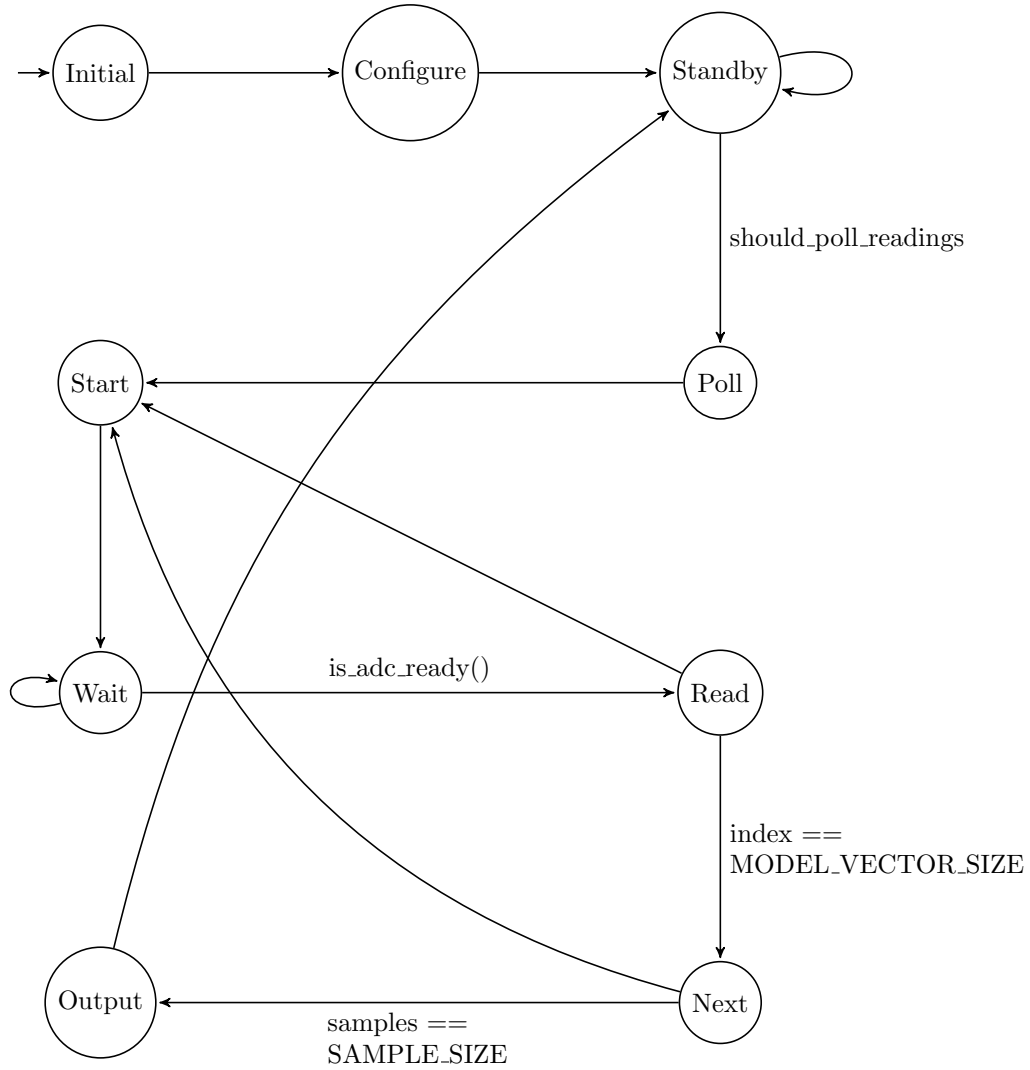 Initial
Configure
Standby
should_poll_readings
Start
Poll
is_adc_ready()
Wait
Read
index ==
MODEL_VECTOR_SIZE
Output
Next
samples ==
SAMPLE_SIZE